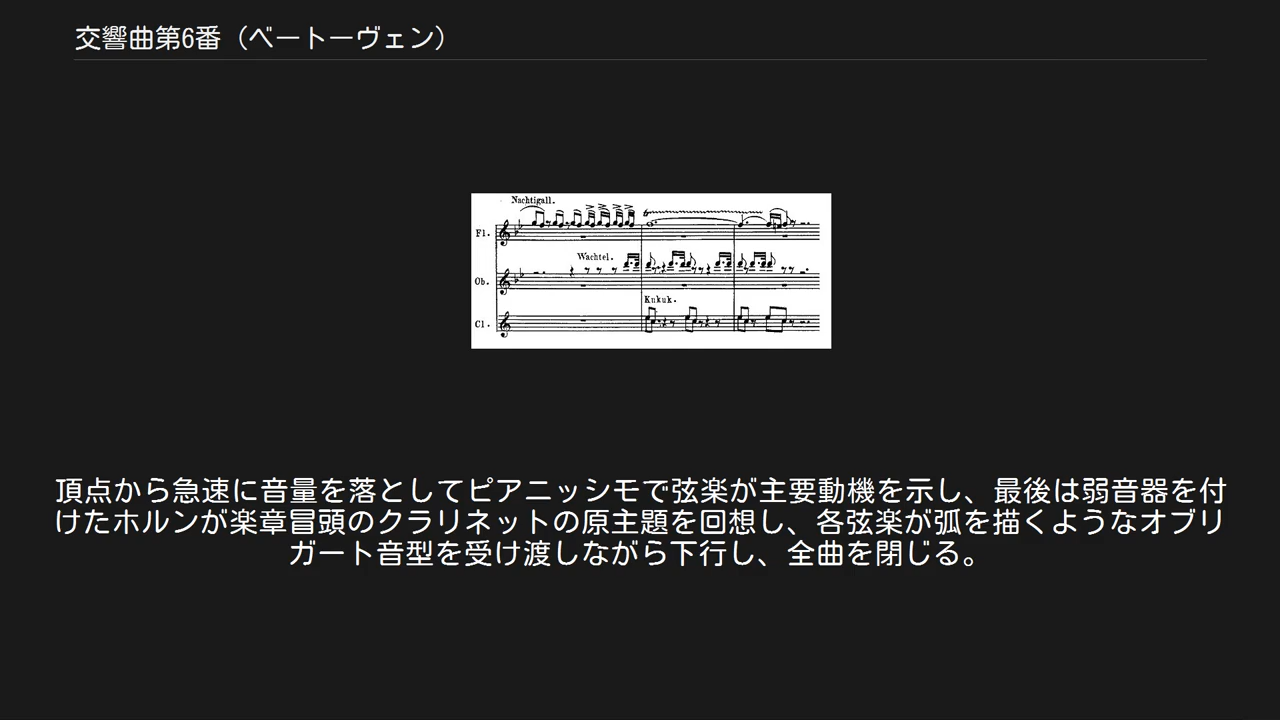 交響曲第6番（ベートーヴェン）
Nachtigall.
Fl.
Wachtel.
Ob.
Kukuk.
Cl.
頂点から急速に音量を落としてピアニッシモで弦楽が主要動機を示し、最後は弱音器を付
けたホルンが楽章冒頭のクラリネットの原主題を回想し、各弦楽が弧を描くようなオブリ
ガート音型を受け渡しながら下行し、全曲を閉じる。